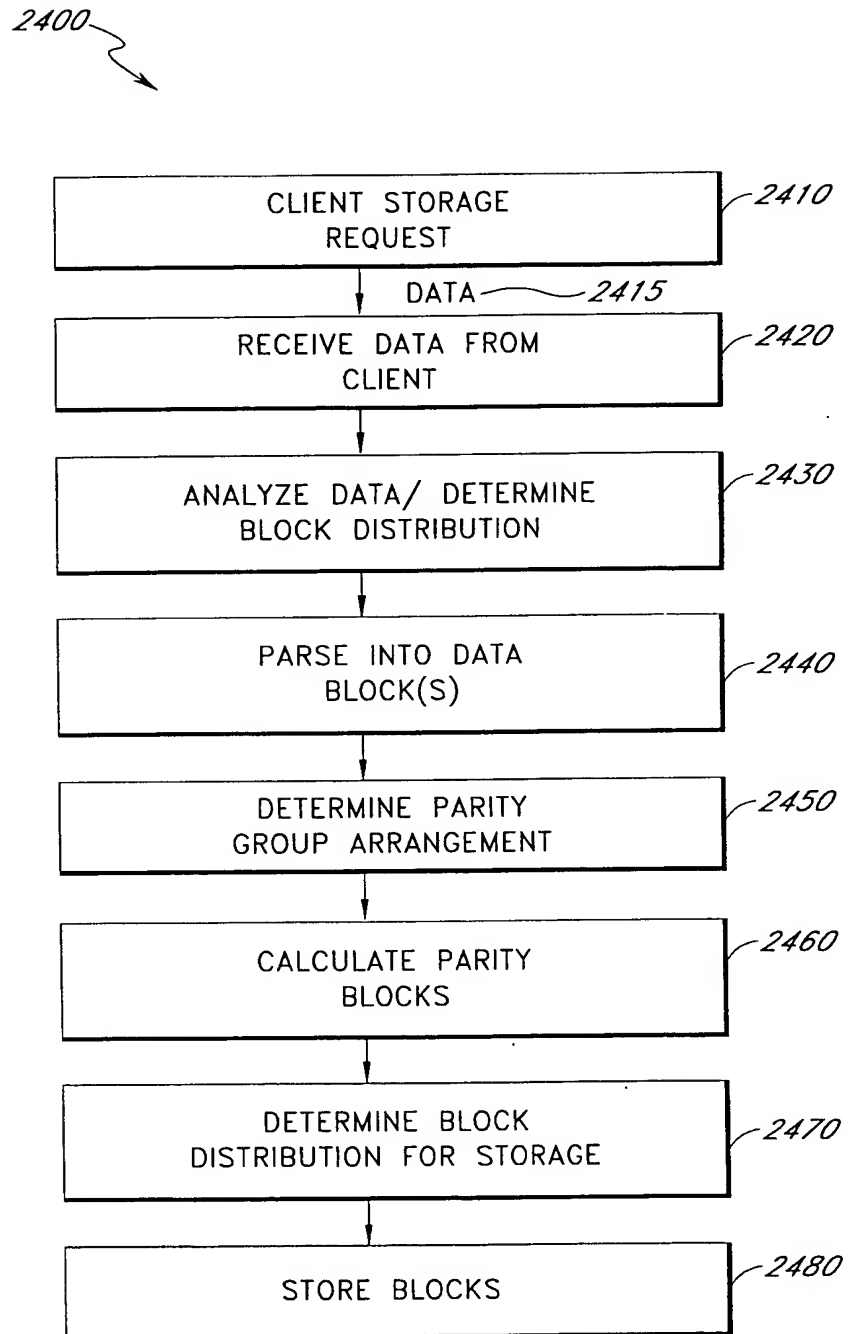 2400
CLIENT STORAGE
REQUEST
2410
DATA 2415
RECEIVE DATA FROM
CLIENT
2420
ANALYZE DATA/ DETERMINE
BLOCK DISTRIBUTION
2430
PARSE INTO DATA
BLOCK(S)
2440
DETERMINE PARITY
GROUP ARRANGEMENT
2450
CALCULATE PARITY
BLOCKS
2460
DETERMINE BLOCK
DISTRIBUTION FOR STORAGE
2470
STORE BLOCKS
2480